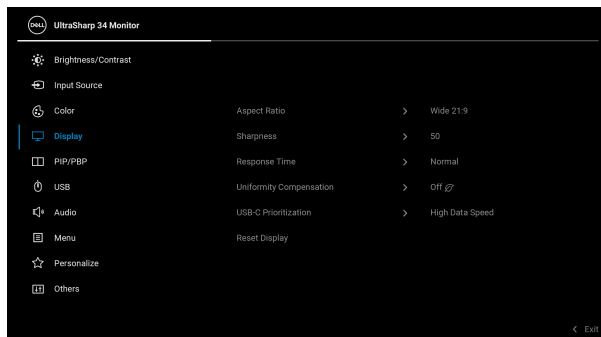 DELL UltraSharp 34 Monitor
Brightness/Contrast
Input Source
Color
Aspect Ratio > Wide 21:9
Display
Sharpness > 50
PIP/PBP
Response Time > Normal
USB
Uniformity Compensation > Off
Audio
USB-C Prioritization > High Data Speed
Menu
Reset Display
Personalize
Others
< Exit